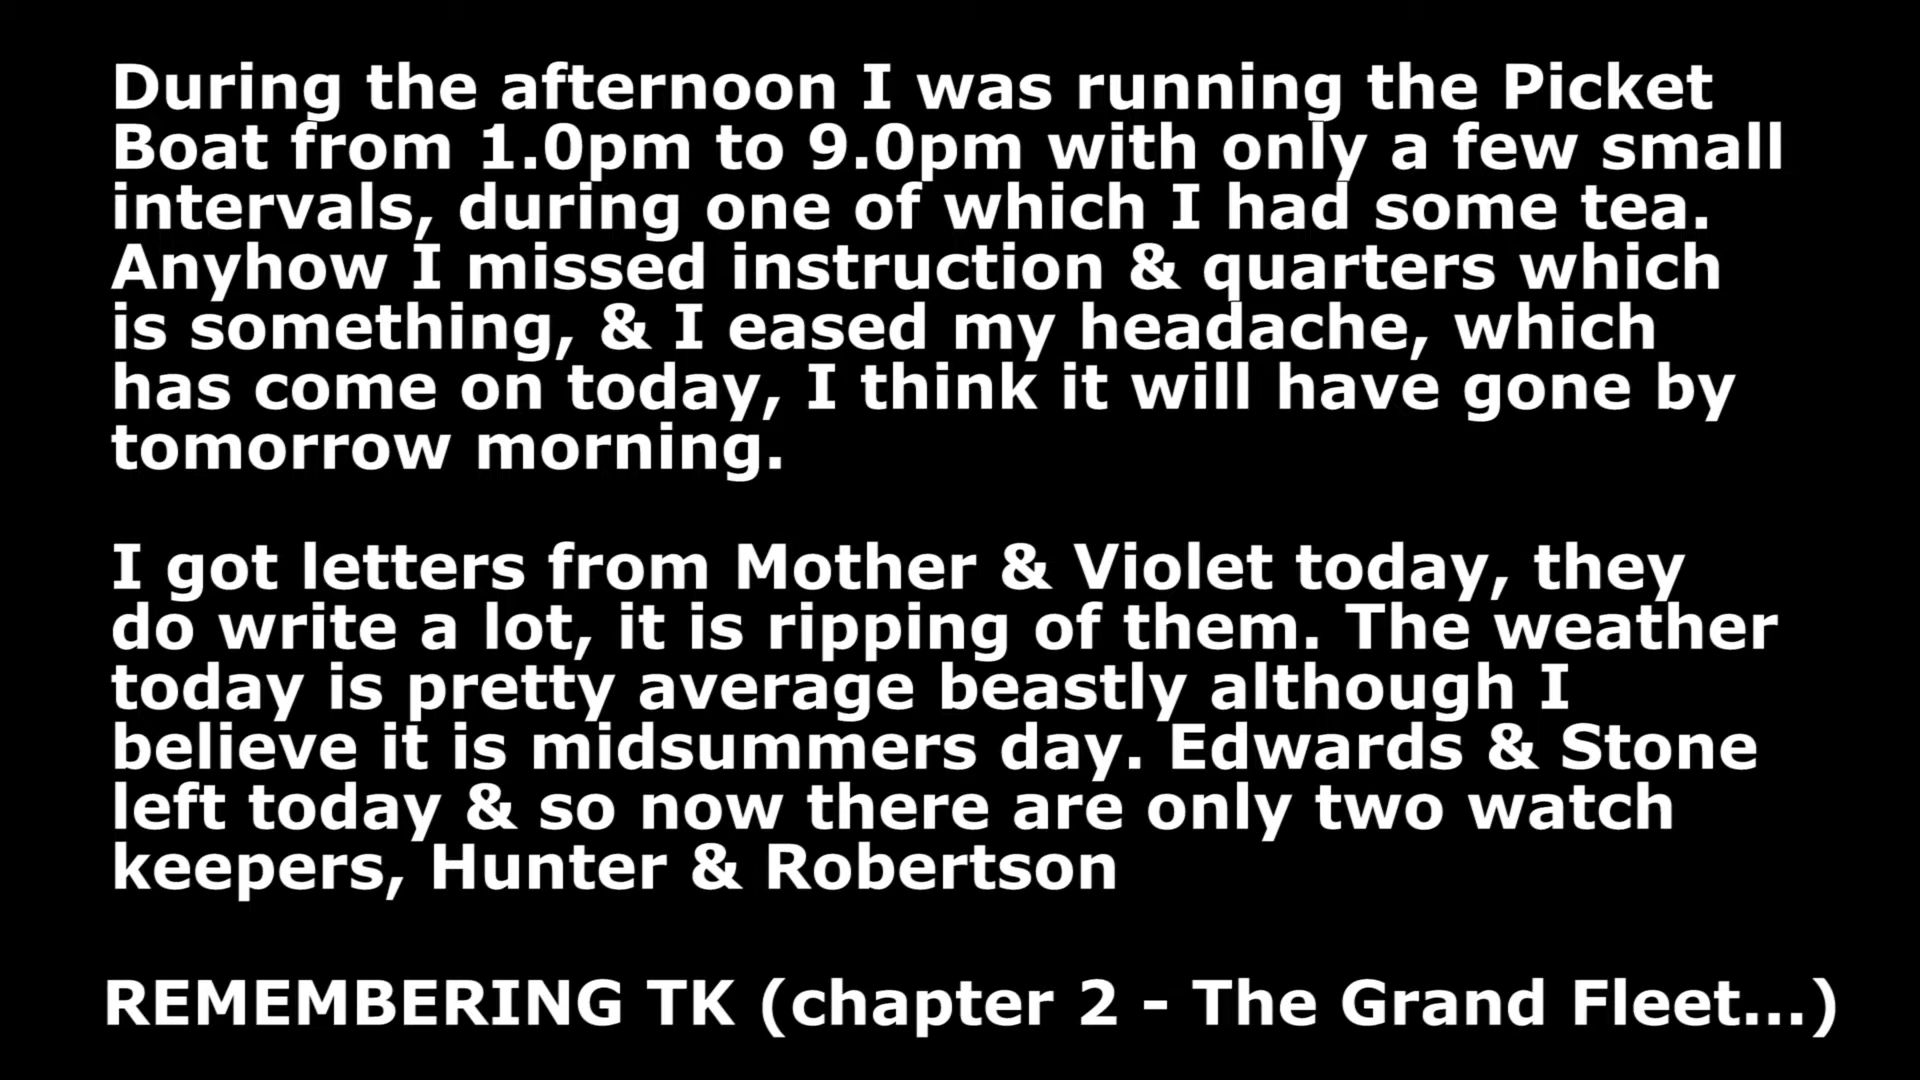 During the afternoon I was running the Picket
Boat from 1.0pm to 9.0pm with only a few small
intervals, during one of which I had some tea.
Anyhow I missed instruction & quarters which
is something, & I eased my headache, which
has come on today, I think it will have gone by
tomorrow morning.
I got letters from Mother & Violet today, they
do write a lot, it is ripping of them. The weather
today is pretty average beastly although I
believe it is midsummers day. Edwards & Stone
left today & so now there are only two watch
keepers, Hunter & Robertson
REMEMBERING TK (chapter 2 - The Grand Fleet...)